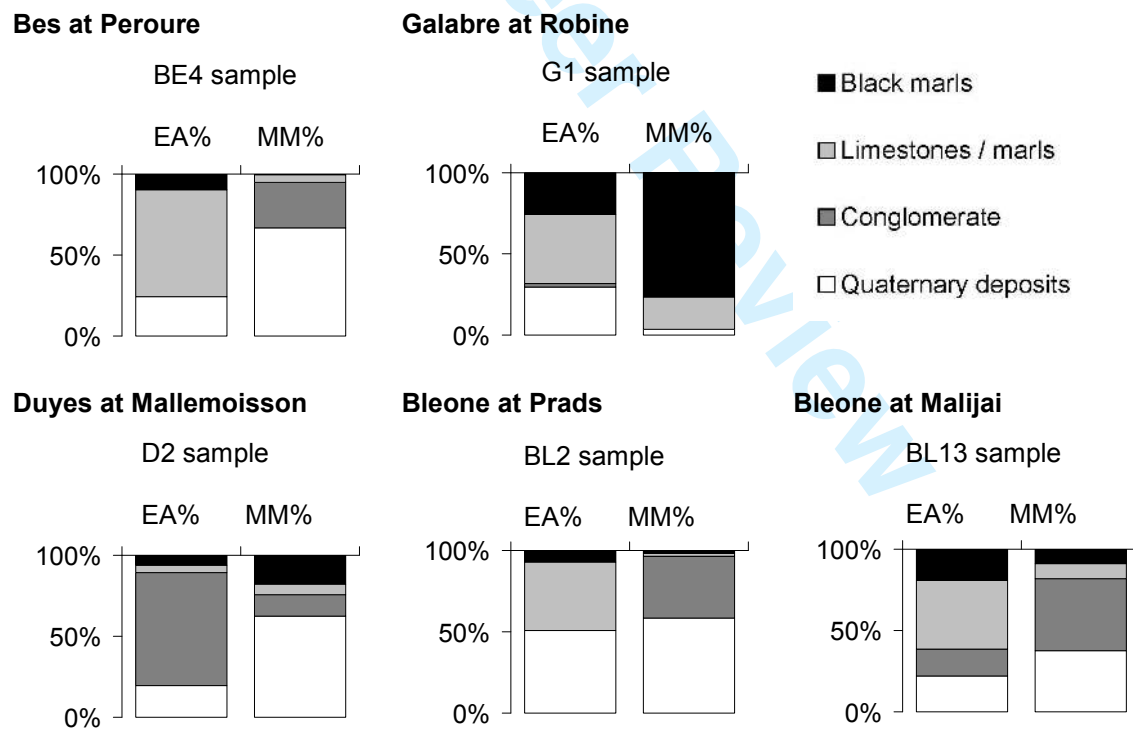 Bes at Peroure
BE4 sample
EA% MM%
100%
50%
0%
Galabre at Robine
G1 sample
EA% MM%
100%
50%
0%
Black marls
Limestones / marls
Conglomerate
Quaternary deposits
Duyes at Mallemoisson
D2 sample
EA% MM%
100%
50%
0%
Bleone at Prads
BL2 sample
EA% MM%
100%
50%
0%
Bleone at Malijai
BL13 sample
EA% MM%
100%
50%
0%
er Review